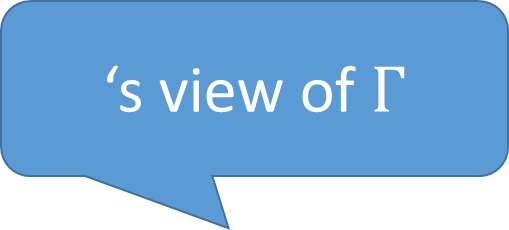 ‘s view of Γ